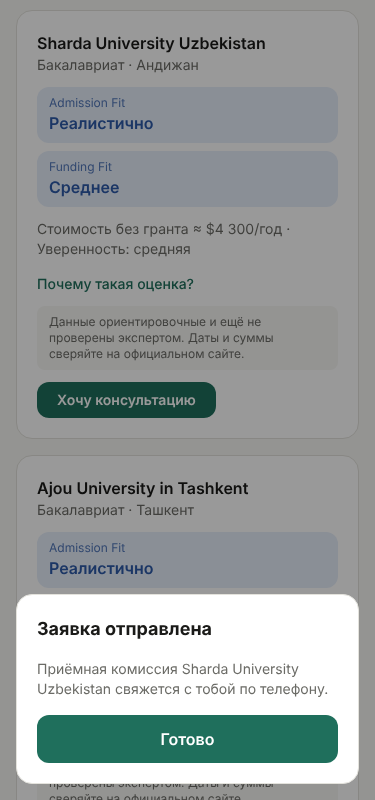 Sharda University Uzbekistan
Бакалавриат · Андижан
Admission Fit
Реалистично
Funding Fit
Среднее
Стоимость без гранта ≈ $4 300/год ·
Уверенность: средняя
Почему такая оценка?
Данные ориентировочные и ещё не
проверены экспертом. Даты и суммы
сверяйте на официальном сайте.
Хочу консультацию
Ajou University in Tashkent
Бакалавриат · Ташкент
Admission Fit
Реалистично
Заявка отправлена
Приёмная комиссия Sharda University
Uzbekistan свяжется с тобой по телефону.
Готово
проверены экспертом. Даты и суммы
сверяйте на официальном сайте.